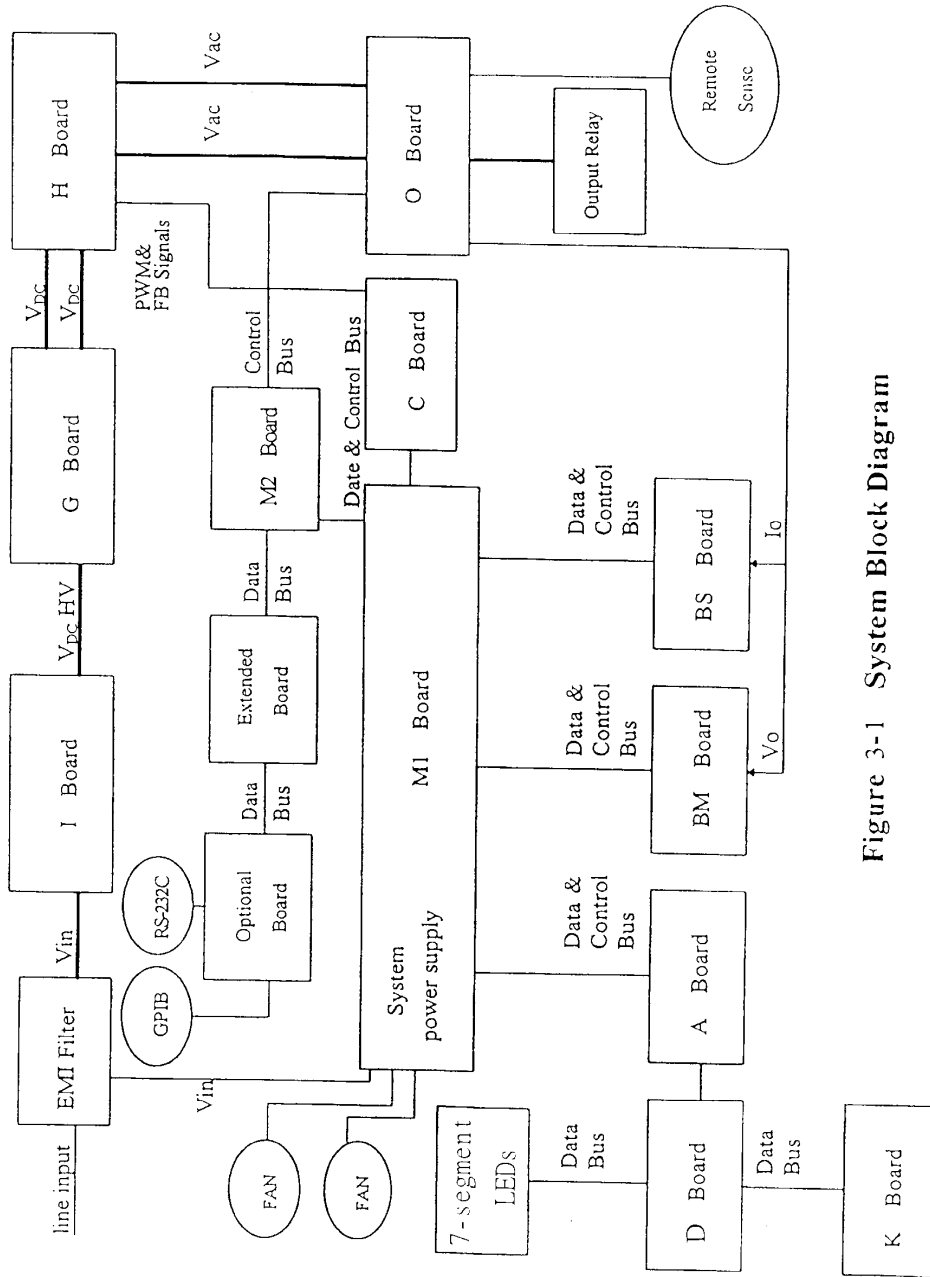 line input
EMI Filter
Vin
I Board
VDC HV
G Board
VDC
VDC
H Board
Vac
Vac
PWM&
FB Signals
GPIB
RS-232C
Optional
Board
Data
Bus
Extended
Board
Data
Bus
M2 Board
Control
Bus
O Board
Output Relay
Remote
Sense
Vin
FAN
FAN
System
power supply
M1 Board
Date & Control Bus
C Board
7-segment
LEDs
Data
Bus
D Board
Data
Bus
K Board
A Board
Data &
Control
Bus
BM Board
Data &
Control
Bus
Vo
BS Board
Data &
Control
Bus
Io
Figure 3-1 System Block Diagram